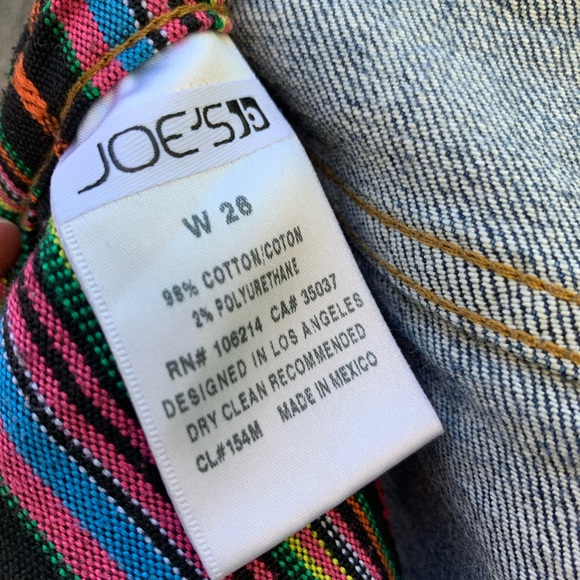 JOE'S
W 26
98% COTTON/COTON
2% POLYURETHANE
RN# 106214 CA# 35037
DESIGNED IN LOS ANGELES
DRY CLEAN RECOMMENDED
CL#154M MADE IN MEXICO